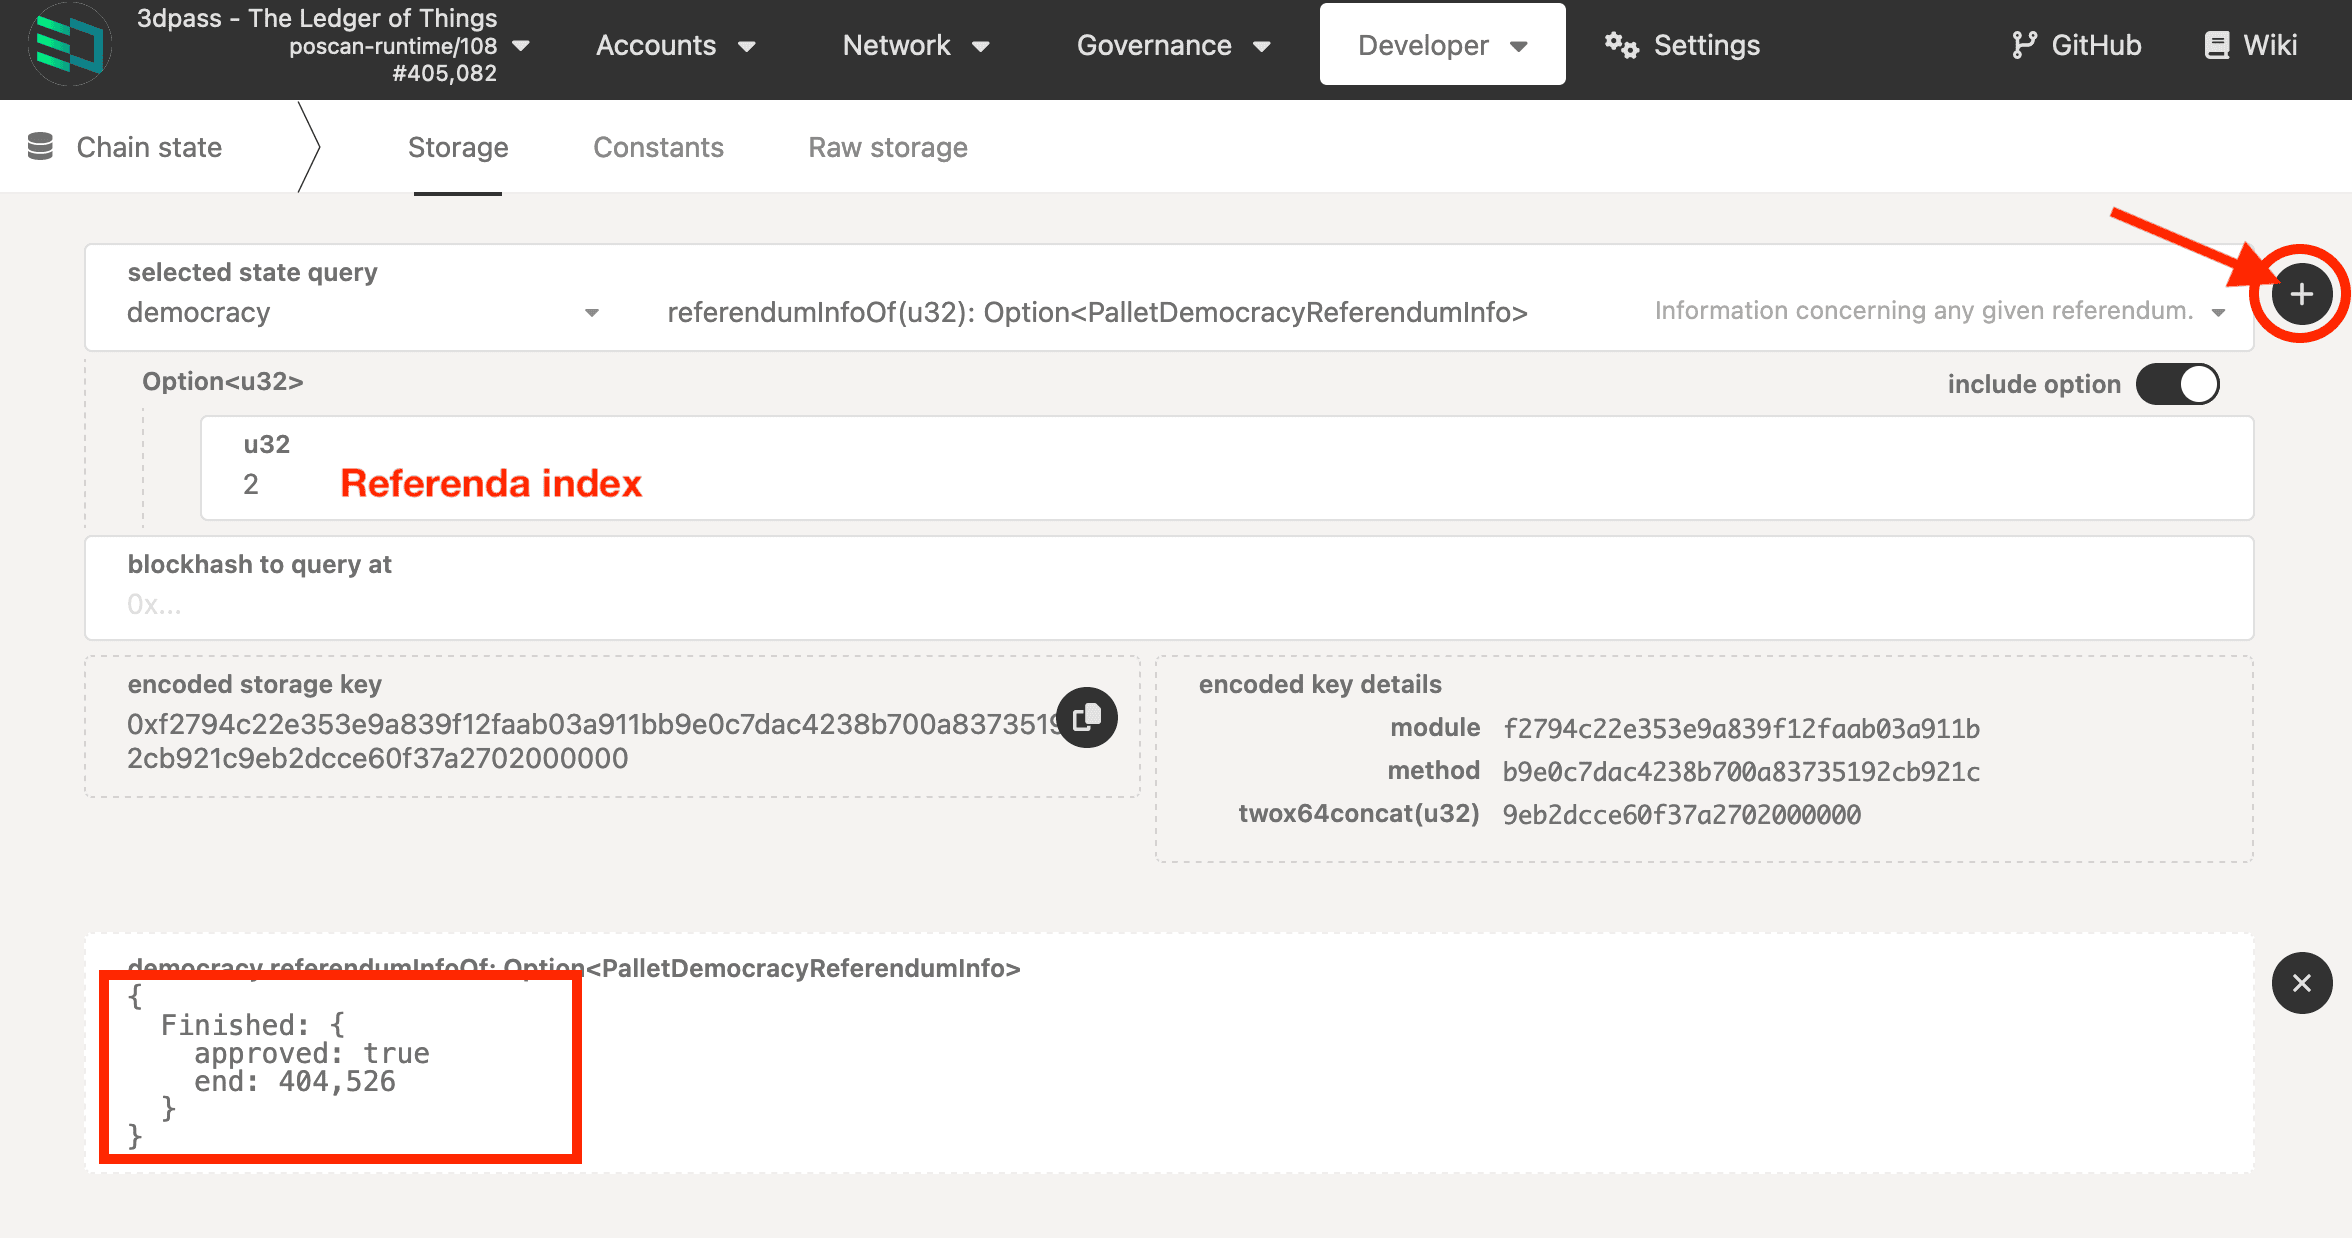 3dpass - The Ledger of Things
poscan-runtime/108
#405,082
Accounts
Network
Governance
Developer
Settings
GitHub
Wiki
Chain state
Storage
Constants
Raw storage
selected state query
democracy
referendumInfoOf(u32): Option<PalletDemocracyReferendumInfo>
Information concerning any given referendum.
Option<u32>
include option
u32
2
Referenda index
blockhash to query at
0x...
encoded storage key
0xf2794c22e353e9a839f12faab03a911bb9e0c7dac4238b700a8373519
2cb921c9eb2dcce60f37a2702000000
encoded key details
module f2794c22e353e9a839f12faab03a911b
method b9e0c7dac4238b700a83735192cb921c
twox64concat(u32) 9eb2dcce60f37a2702000000
democracy.referendumInfoOf: Option<PalletDemocracyReferendumInfo>
{
Finished: {
approved: true
end: 404,526
}
}